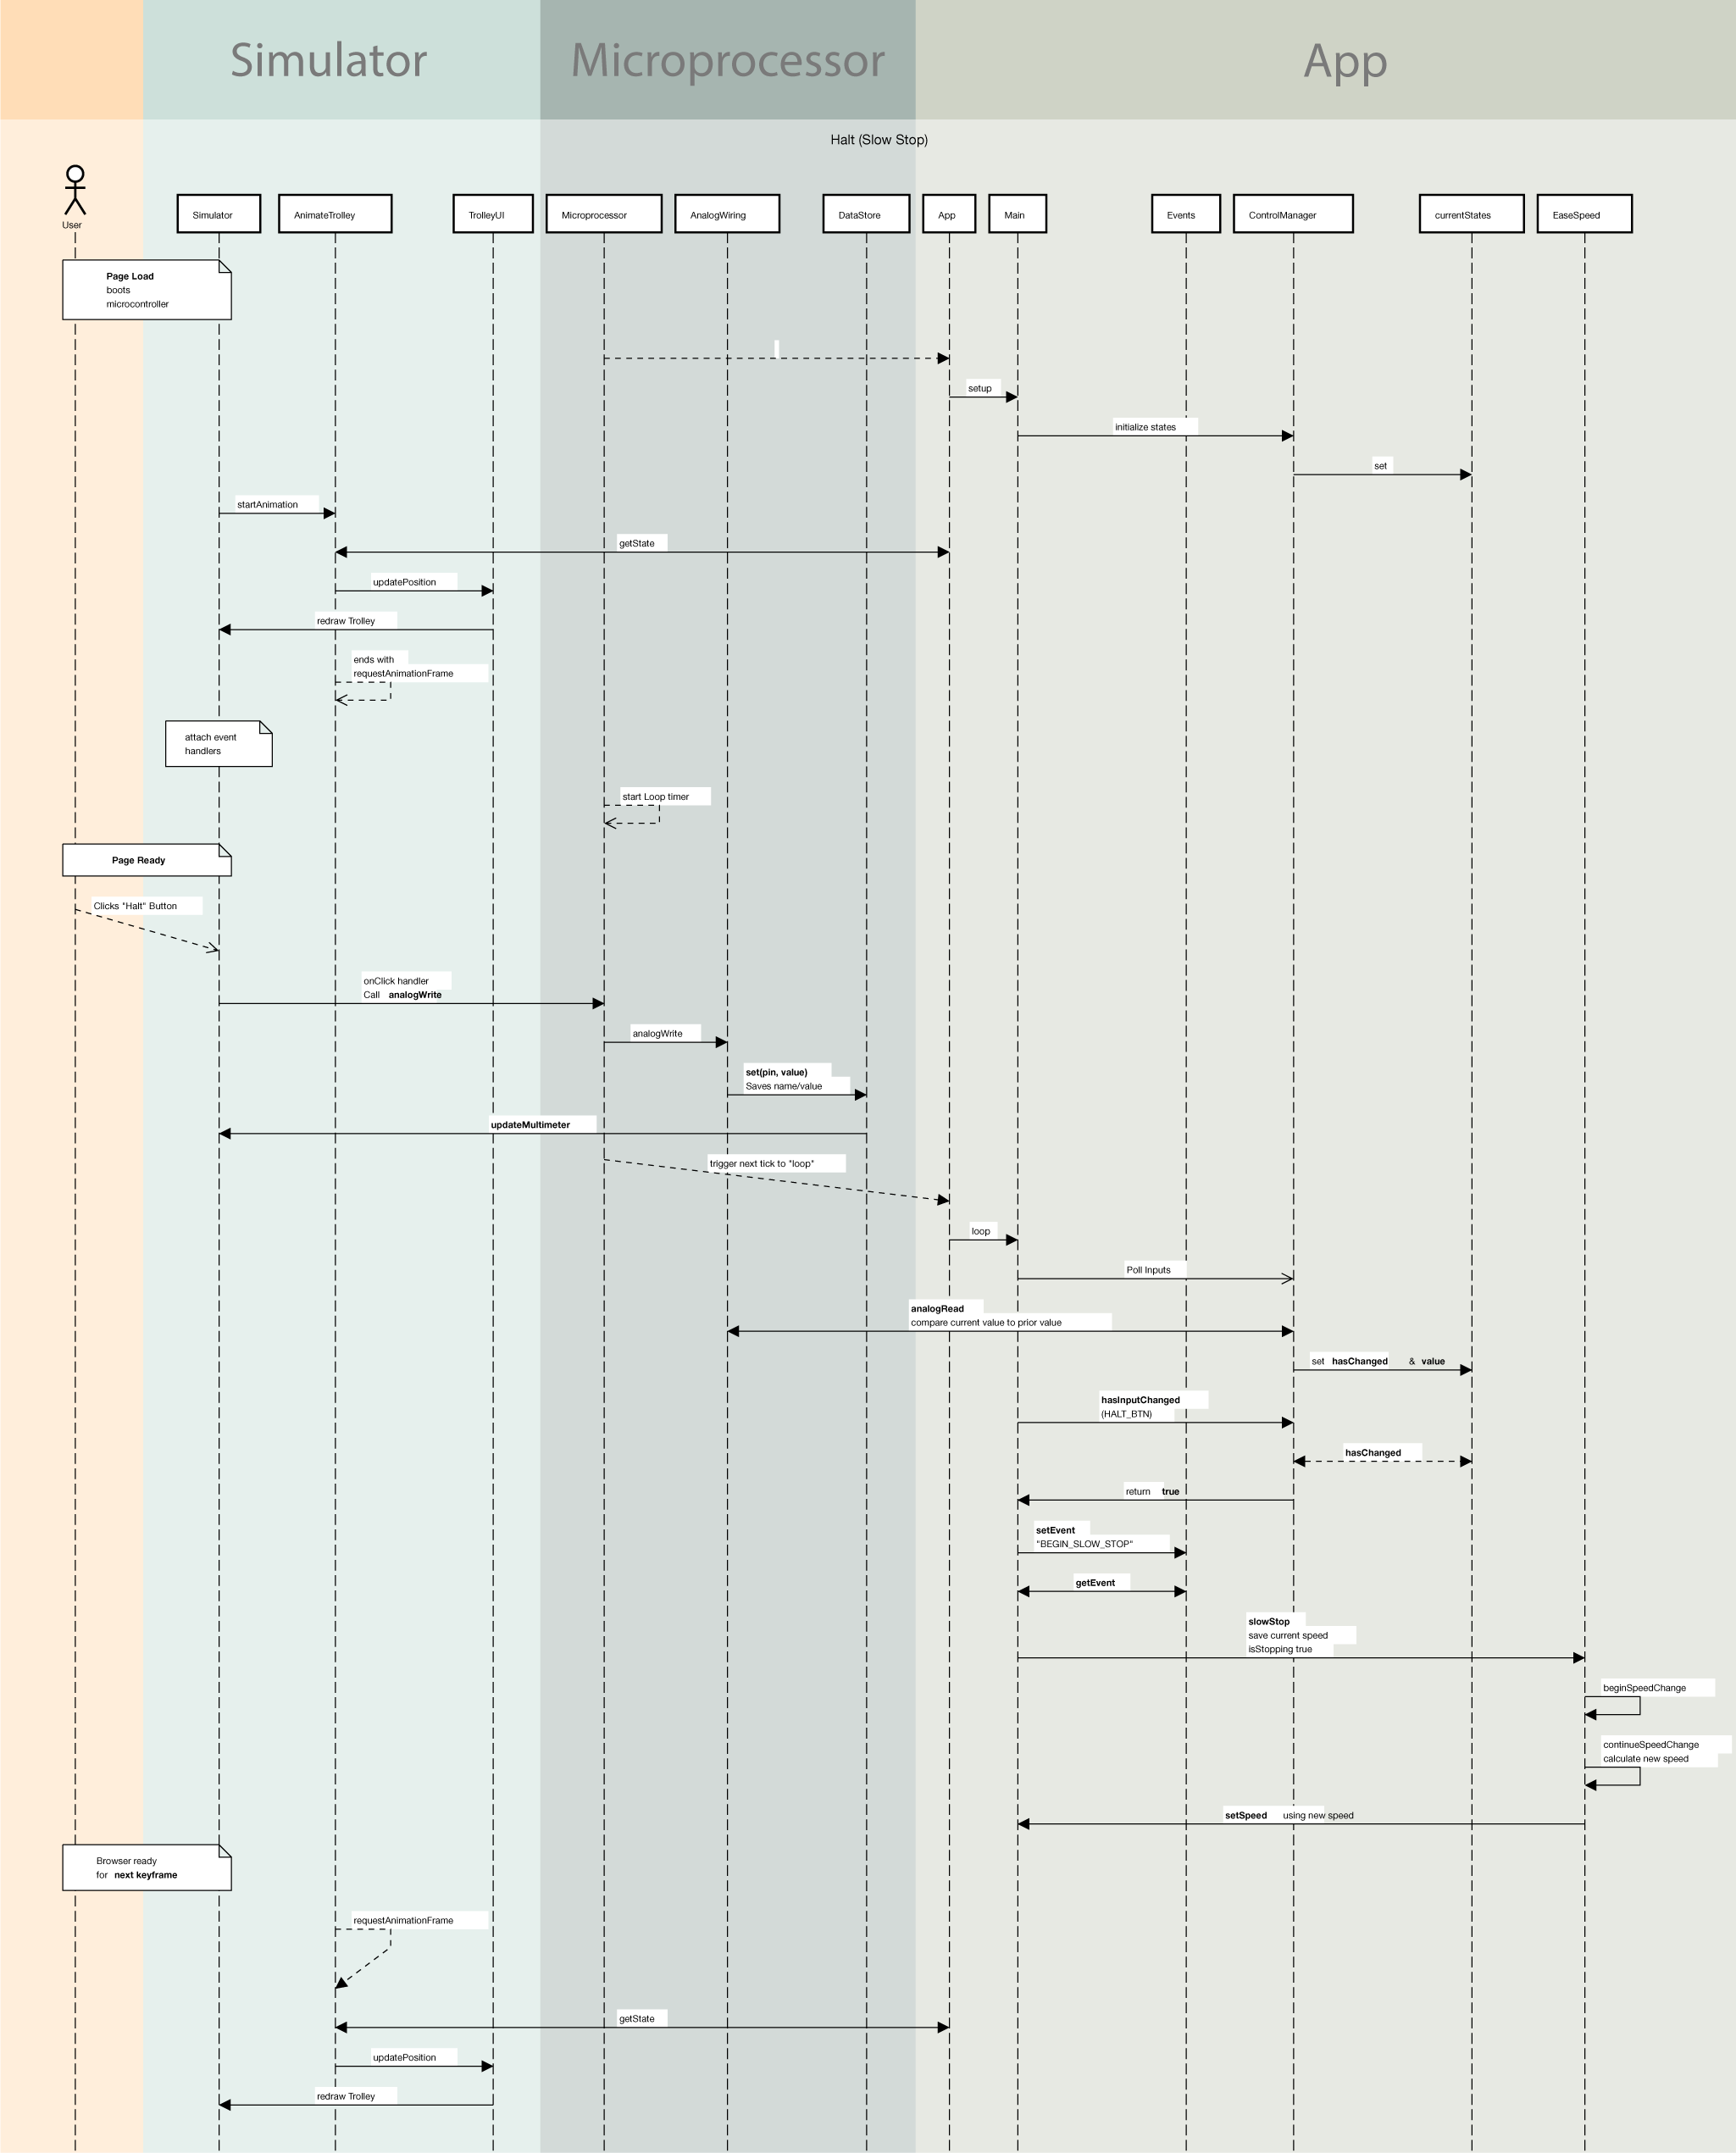 Simulator
Microprocessor
App
Halt (Slow Stop)
User
Simulator
AnimateTrolley
TrolleyUI
Microprocessor
AnalogWiring
DataStore
App
Main
Events
ControlManager
currentStates
EaseSpeed
Page Load
boots
microcontroller
setup
initialize states
set
startAnimation
getState
updatePosition
redraw Trolley
ends with
requestAnimationFrame
attach event
handlers
start Loop timer
Page Ready
Clicks "Halt" Button
onClick handler
Call analogWrite
analogWrite
set(pin, value)
Saves name/value
updateMultimeter
trigger next tick to "loop"
loop
Poll Inputs
analogRead
compare current value to prior value
set hasChanged & value
hasInputChanged
(HALT_BTN)
hasChanged
return true
setEvent
"BEGIN_SLOW_STOP"
getEvent
slowStop
save current speed
isStopping true
beginSpeedChange
continueSpeedChange
calculate new speed
setSpeed using new speed
Browser ready
for next keyframe
requestAnimationFrame
getState
updatePosition
redraw Trolley